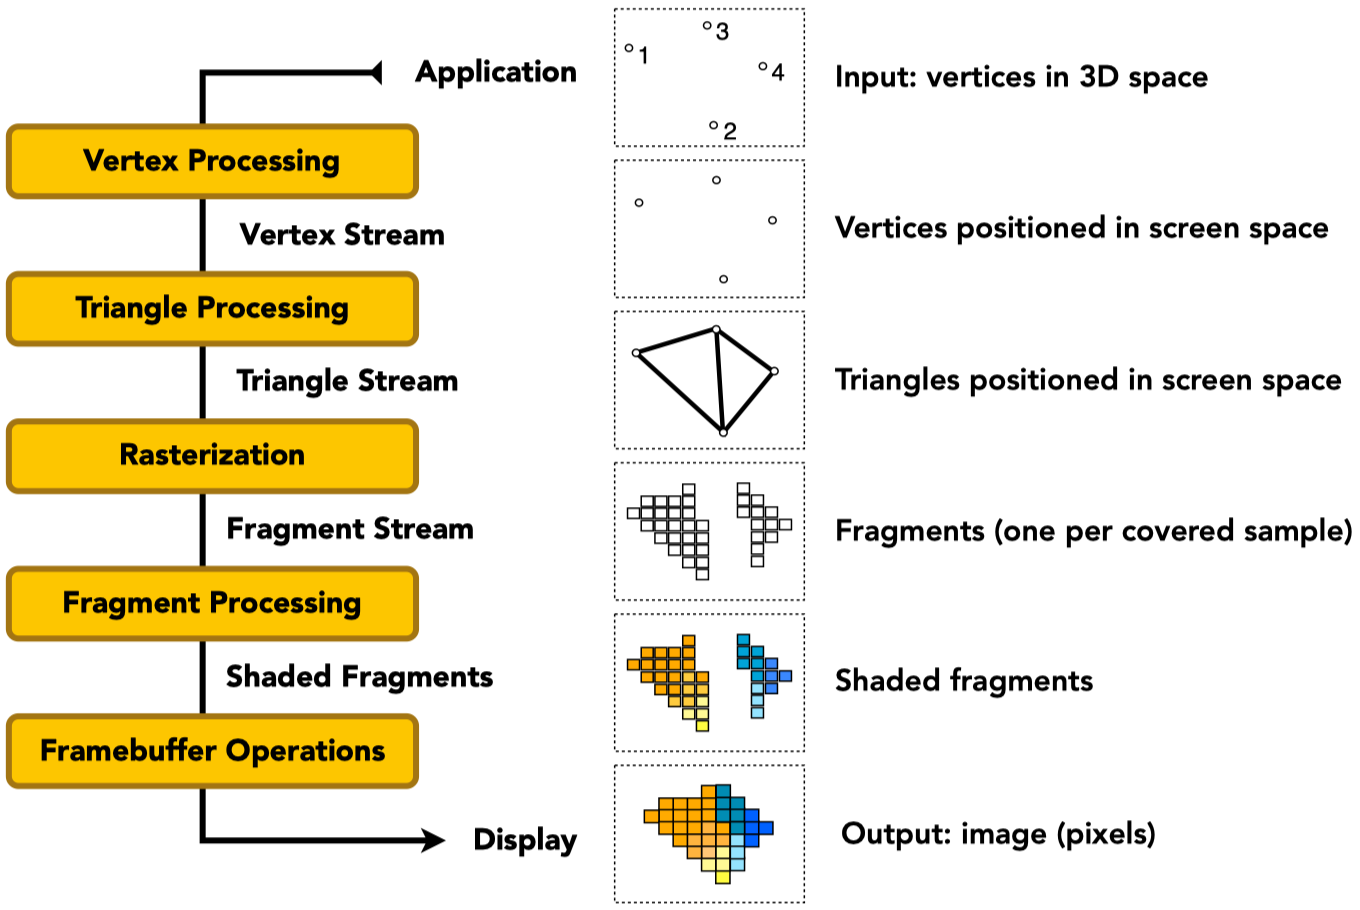 Application
3
1
4
2
Input: vertices in 3D space
Vertex Processing
Vertex Stream
Vertices positioned in screen space
Triangle Processing
Triangle Stream
Triangles positioned in screen space
Rasterization
Fragment Stream
Fragments (one per covered sample)
Fragment Processing
Shaded Fragments
Shaded fragments
Framebuffer Operations
Display
Output: image (pixels)